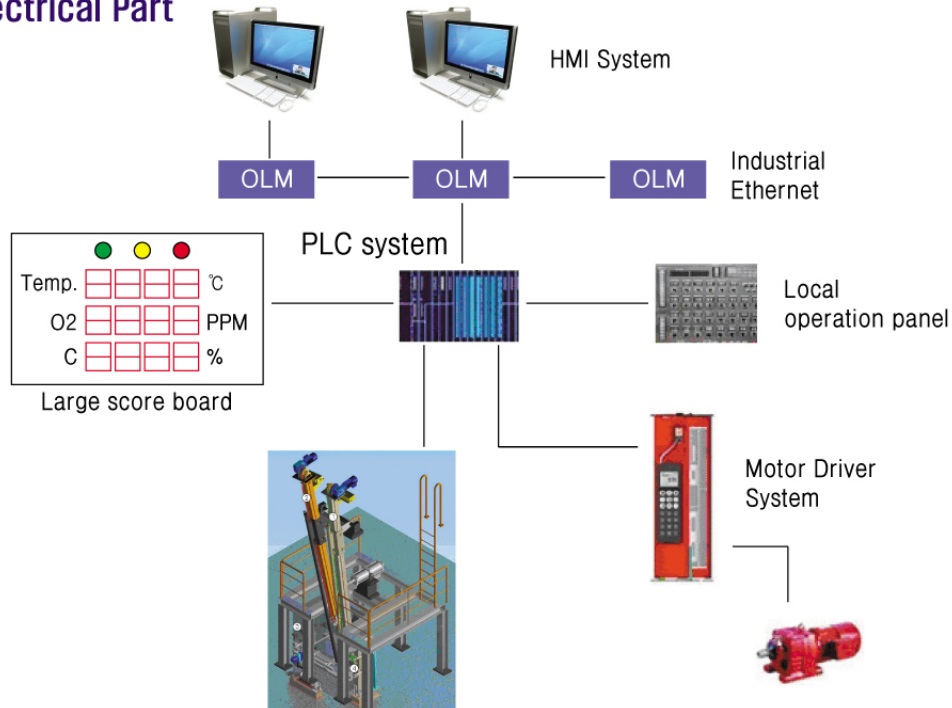 ectrical Part
HMI System
OLM
OLM
OLM
Industrial
Ethernet
PLC system
Temp. ℃
O2 PPM
C %
Large score board
Local
operation panel
Motor Driver
System